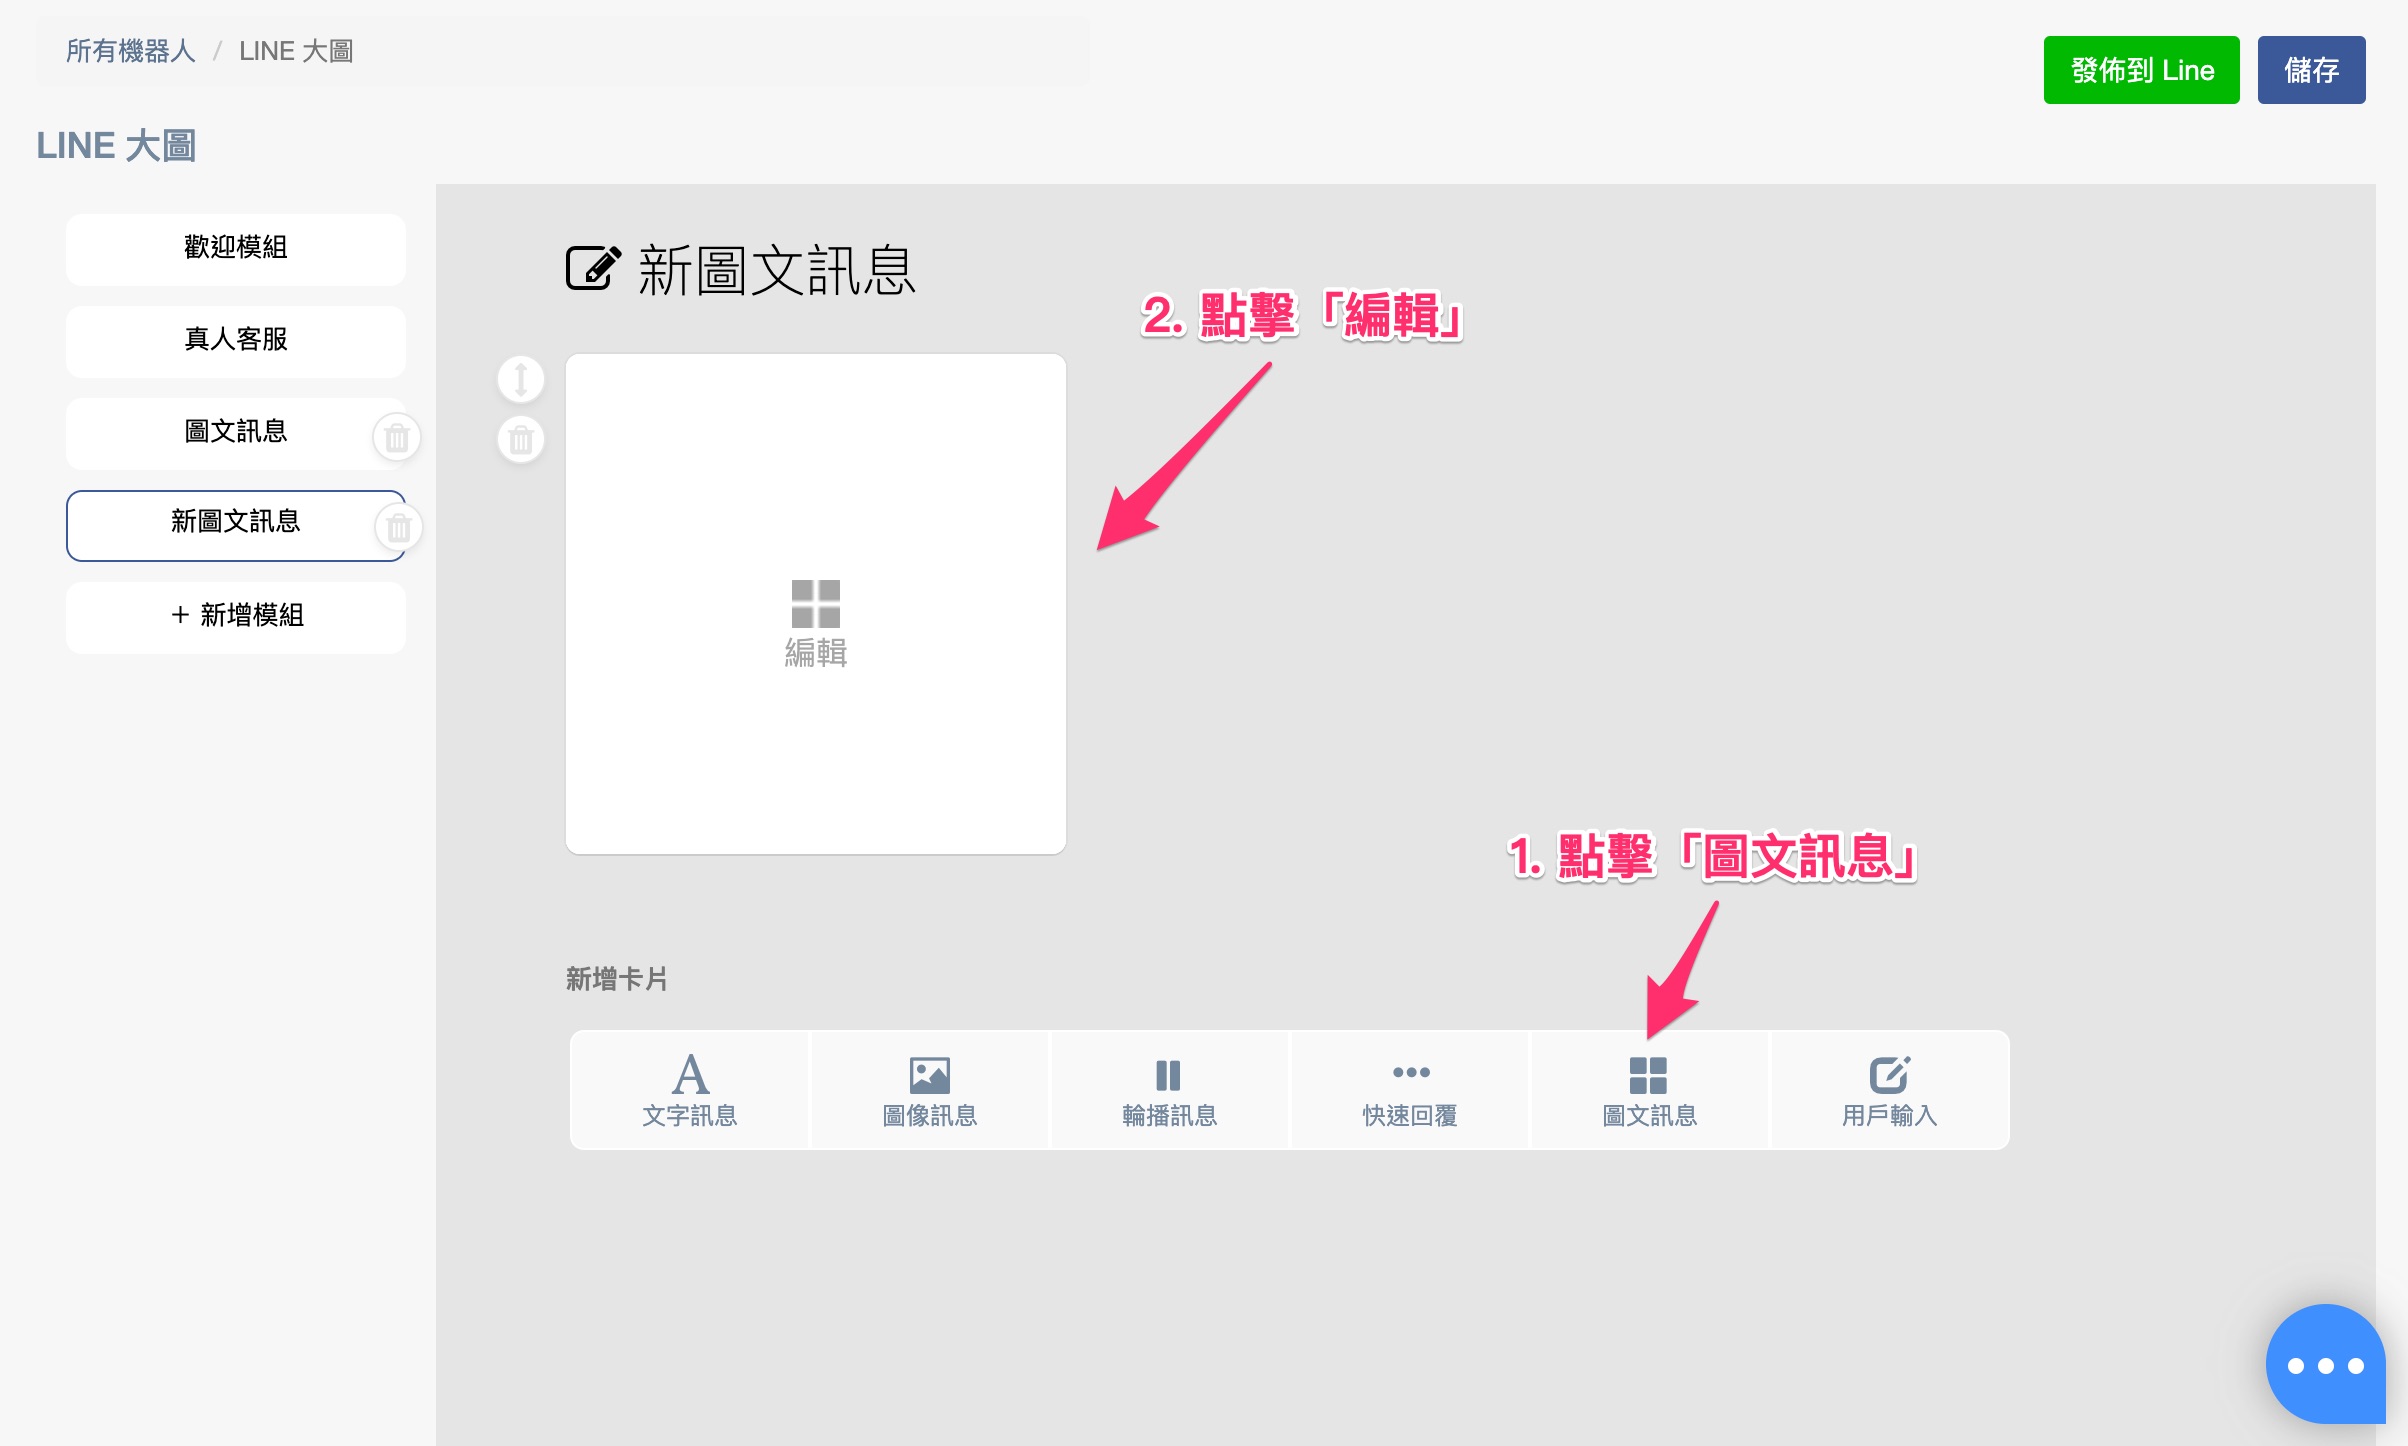 所有機器人 / LINE 大圖
發佈到 Line
儲存
LINE 大圖
歡迎模組
真人客服
圖文訊息
新圖文訊息
+ 新增模組
新圖文訊息
2. 點擊「編輯」
編輯
1. 點擊「圖文訊息」
新增卡片
文字訊息
圖像訊息
輪播訊息
快速回覆
圖文訊息
用戶輸入